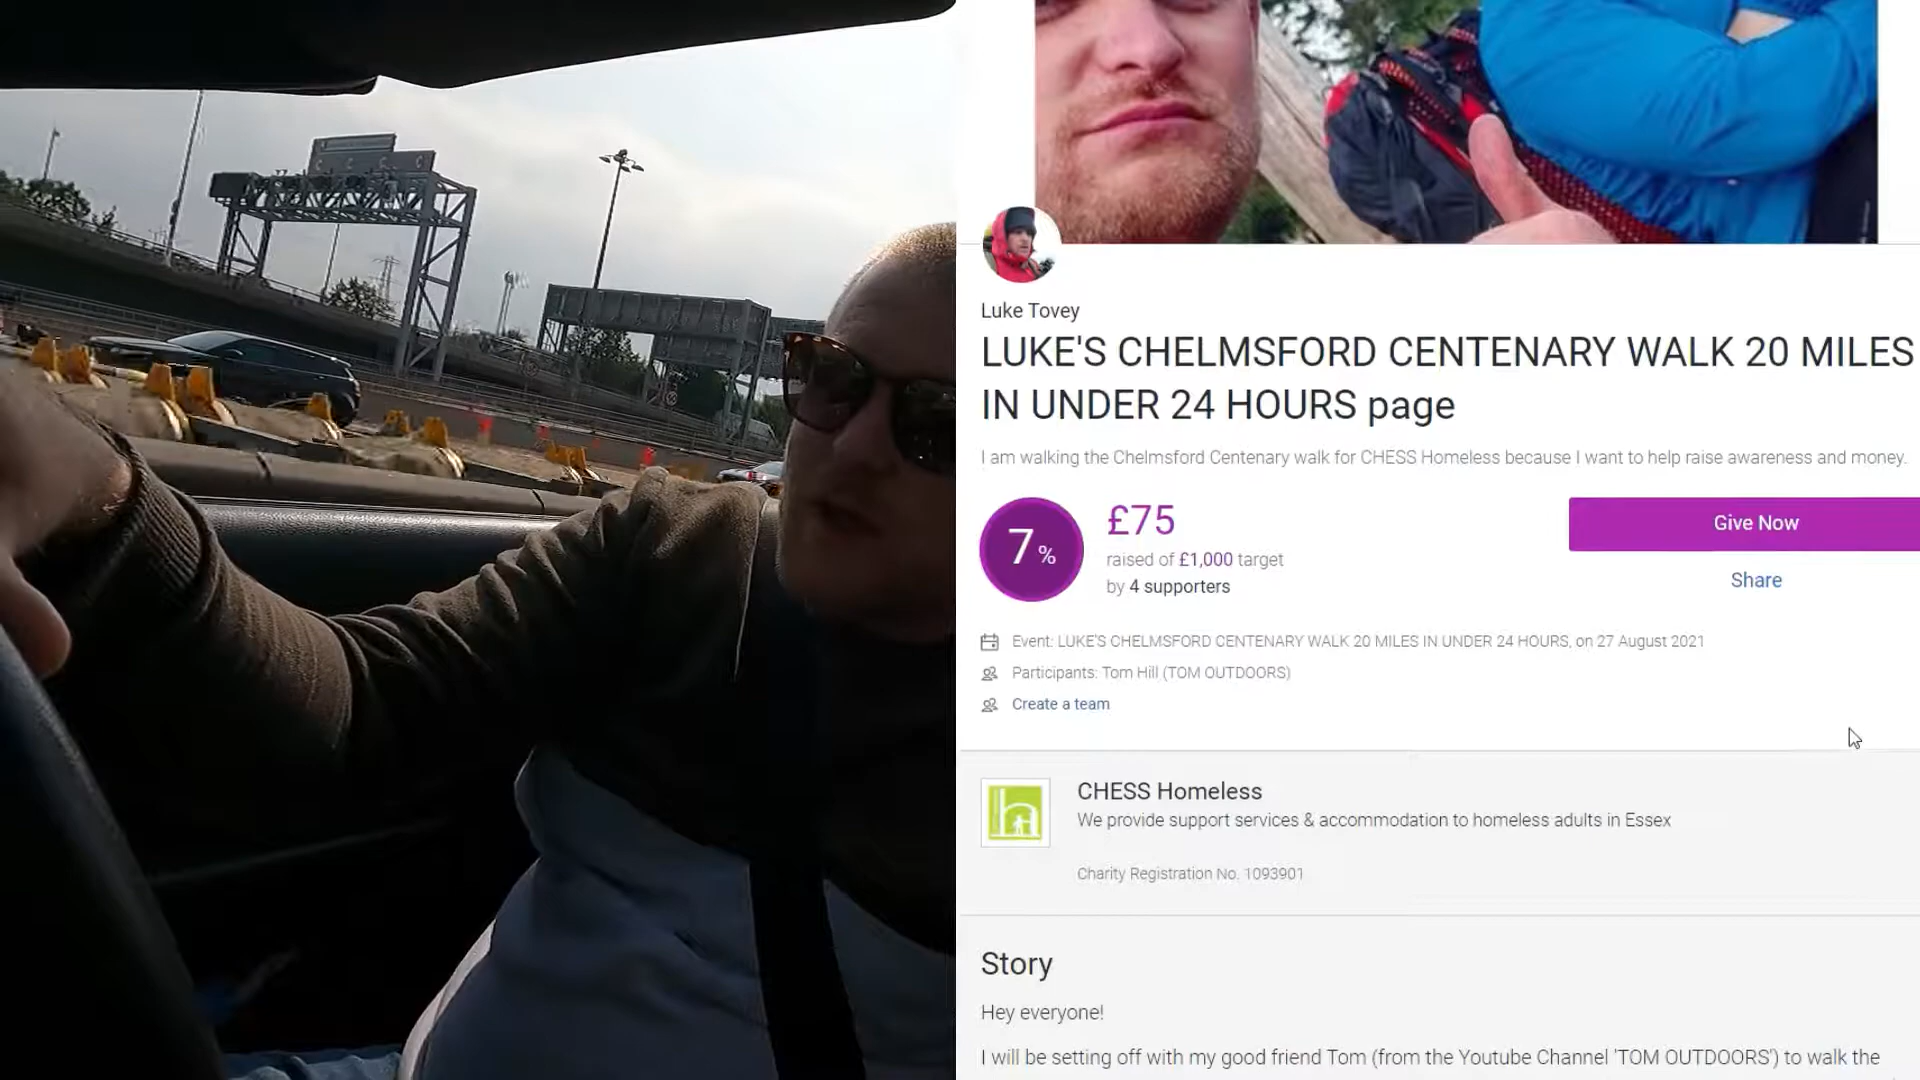 Luke Tovey
LUKE'S CHELMSFORD CENTENARY WALK 20 MILES
IN UNDER 24 HOURS page
I am walking the Chelmsford Centenary walk for CHESS Homeless because I want to help raise awareness and money.
7%
£75
raised of £1,000 target
by 4 supporters
Give Now
Share
Event: LUKE'S CHELMSFORD CENTENARY WALK 20 MILES IN UNDER 24 HOURS, on 27 August 2021
Participants: Tom Hill (TOM OUTDOORS)
Create a team
CHESS Homeless
We provide support services & accommodation to homeless adults in Essex
Charity Registration No. 1093901
Story
Hey everyone!
I will be setting off with my good friend Tom (from the Youtube Channel 'TOM OUTDOORS') to walk the